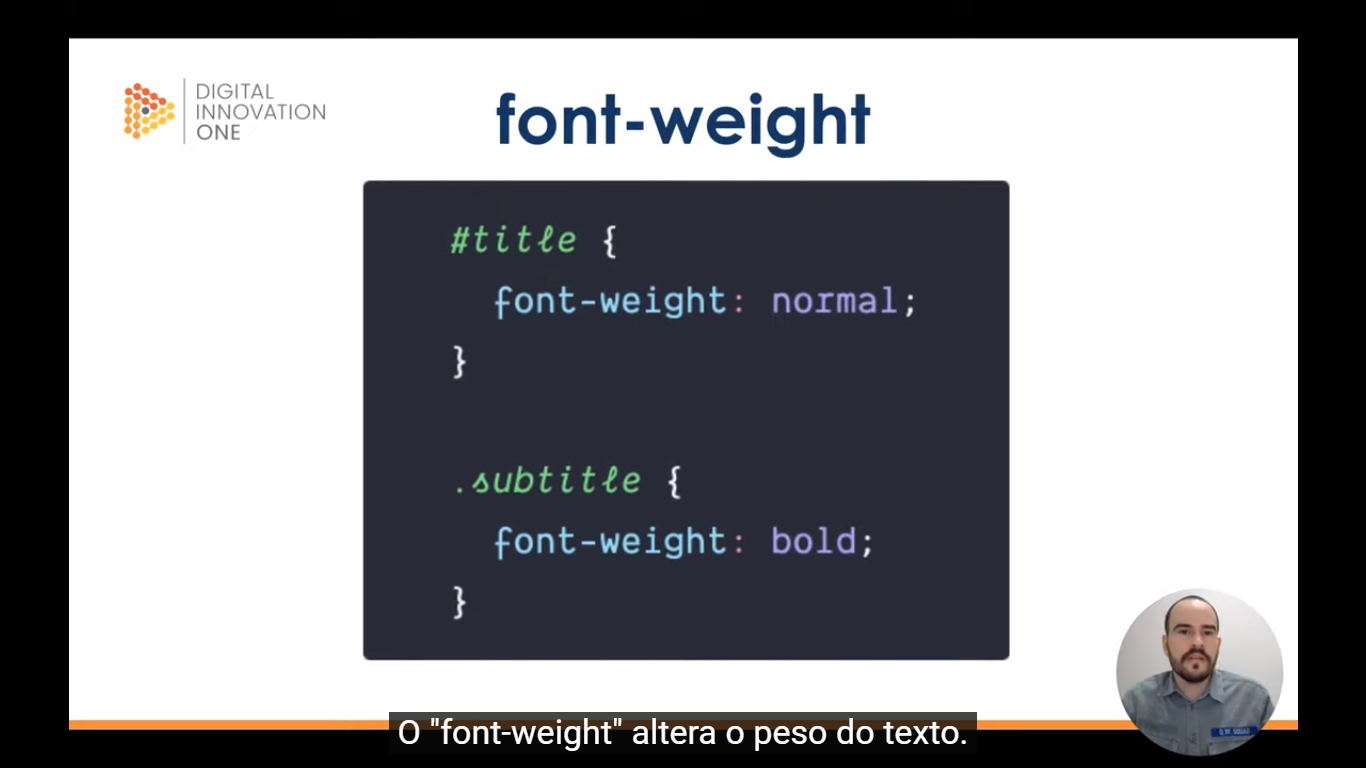 DIGITAL
INNOVATION
ONE
font-weight
#title {
font-weight: normal;
}
.subtitle {
font-weight: bold;
}
O "font-weight" altera o peso do texto.